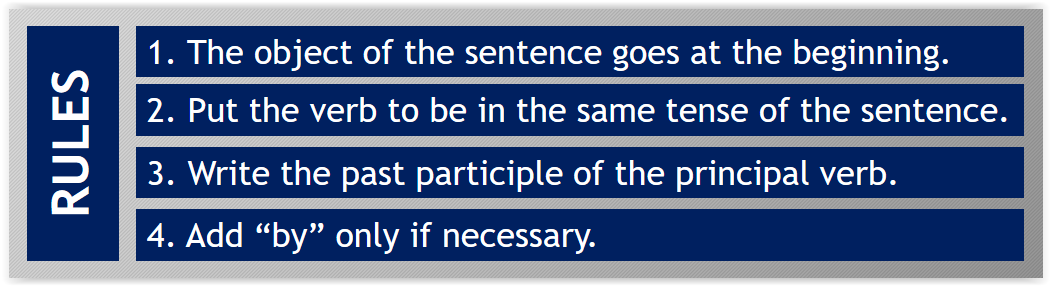 RULES
1. The object of the sentence goes at the beginning.
2. Put the verb to be in the same tense of the sentence.
3. Write the past participle of the principal verb.
4. Add “by” only if necessary.